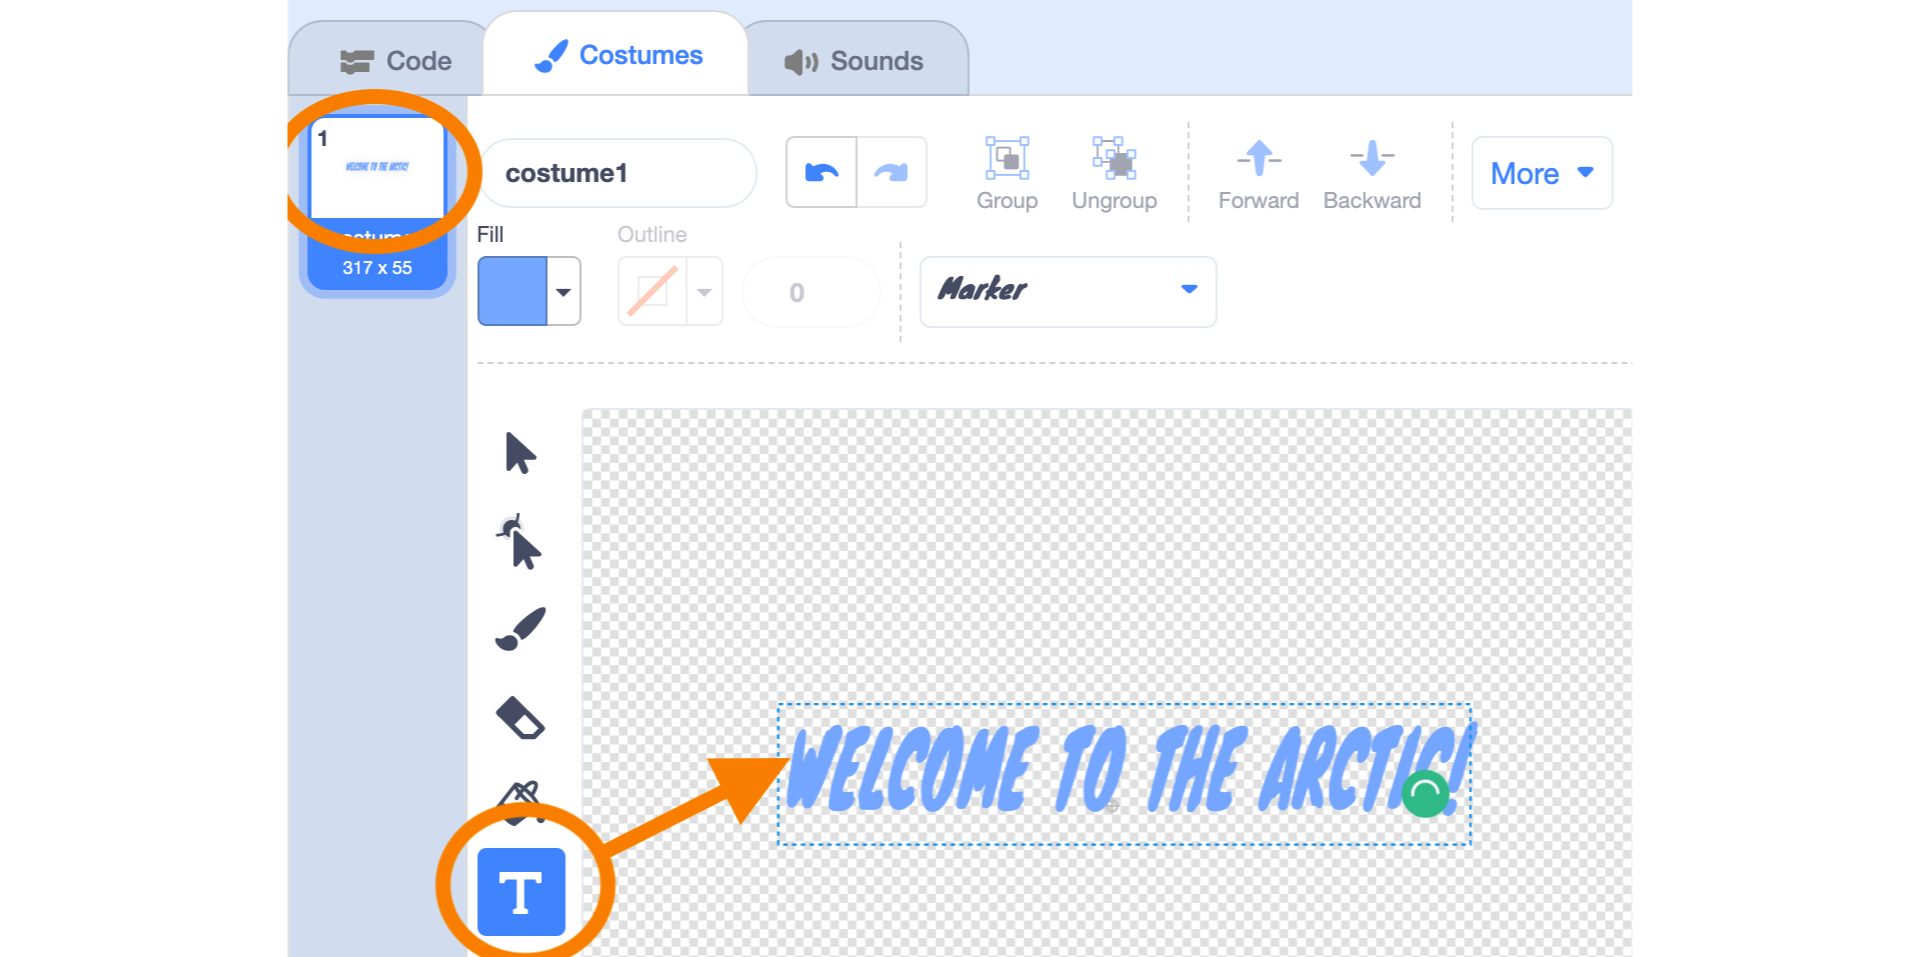 Code
Costumes
Sounds
1
WELCOME TO THE ARCTIC!
costume1
Group
Ungroup
Forward
Backward
More
317 x 55
Fill
Outline
0
Marker
WELCOME TO THE ARCTIC!
T